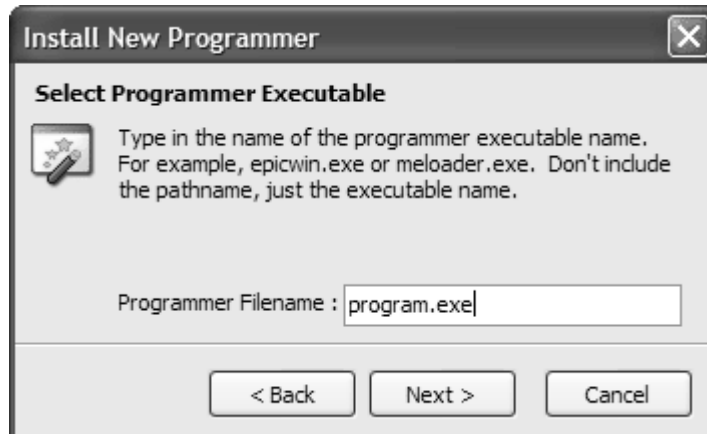 Install New Programmer
Select Programmer Executable
Type in the name of the programmer executable name.
For example, epicwin.exe or meloader.exe.  Don't include
the pathname, just the executable name.
Programmer Filename : program.exe
< Back Next > Cancel